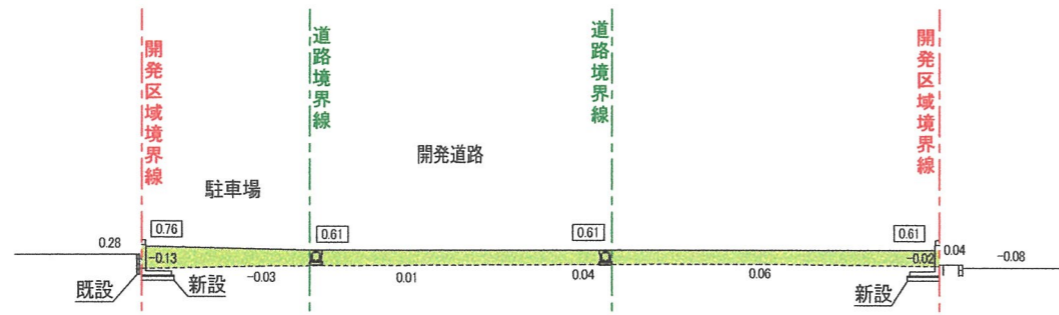 開発区域境界線
道路境界線
道路境界線
開発区域境界線
開発道路
駐車場
0.76
0.61
0.61
0.61
0.28
-0.13
-0.02
0.04
-0.08
-0.03
0.01
0.04
0.06
既設
新設
新設